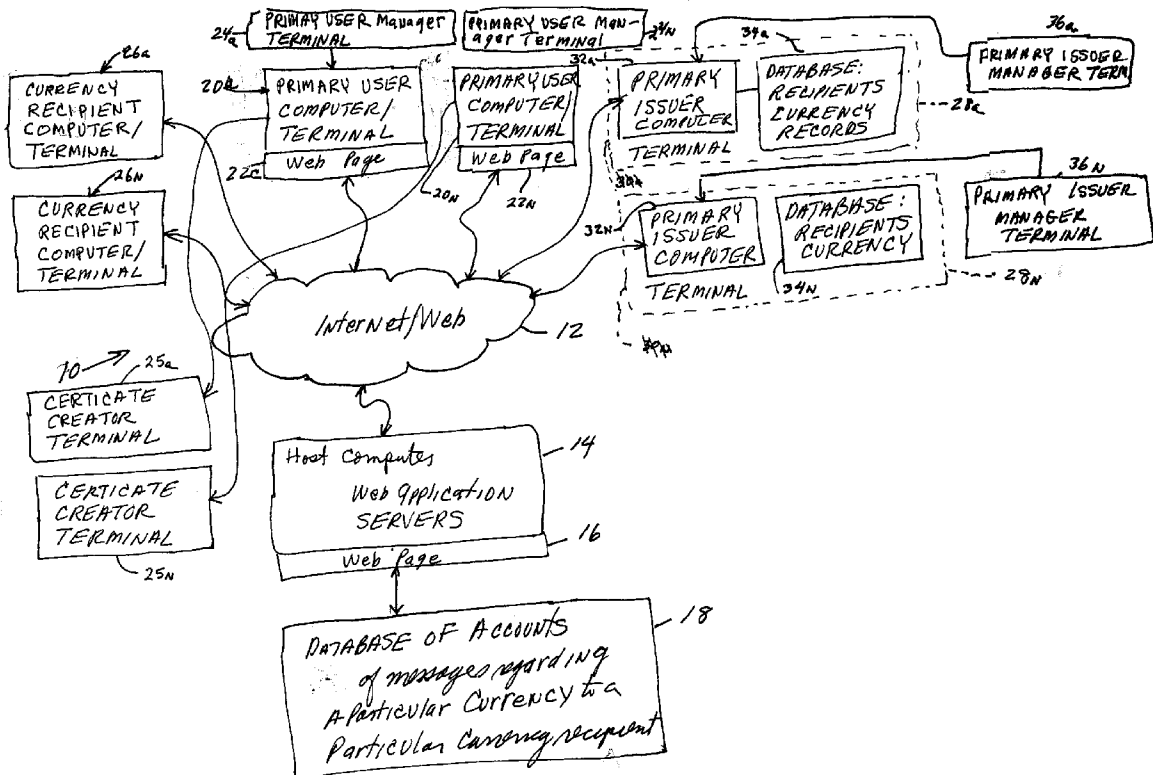 24a
PRIMAY USER Manager
TERMINAL
PRIMARY USER Man-
ager Terminal
24N
26a
CURRENCY
RECIPIENT
COMPUTER/
TERMINAL
20a
PRIMARY USER
COMPUTER/
TERMINAL
Web Page
22c
PRIMARY USER
COMPUTER/
TERMINAL
Web Page
20N
22N
32a
PRIMARY
ISSUER
COMPUTER
TERMINAL
34a
DATABASE:
RECIPIENTS
CURRENCY
RECORDS
28a
36a
PRIMARY ISSUER
MANAGER TERM
26N
CURRENCY
RECIPIENT
COMPUTER/
TERMINAL
32N
PRIMARY
ISSUER
COMPUTER
TERMINAL
DATABASE:
RECIPIENTS
CURRENCY
34N
28N
36N
PRIMARY ISSUER
MANAGER
TERMINAL
Internet/Web
12
10
25a
CERTICATE
CREATOR
TERMINAL
CERTICATE
CREATOR
TERMINAL
25N
Host Computes
Web Application
SERVERS
14
Web Page
16
DATABASE OF ACCOUNTS
of messages regarding
A Particular Currency to a
Particular Currency recipient
18